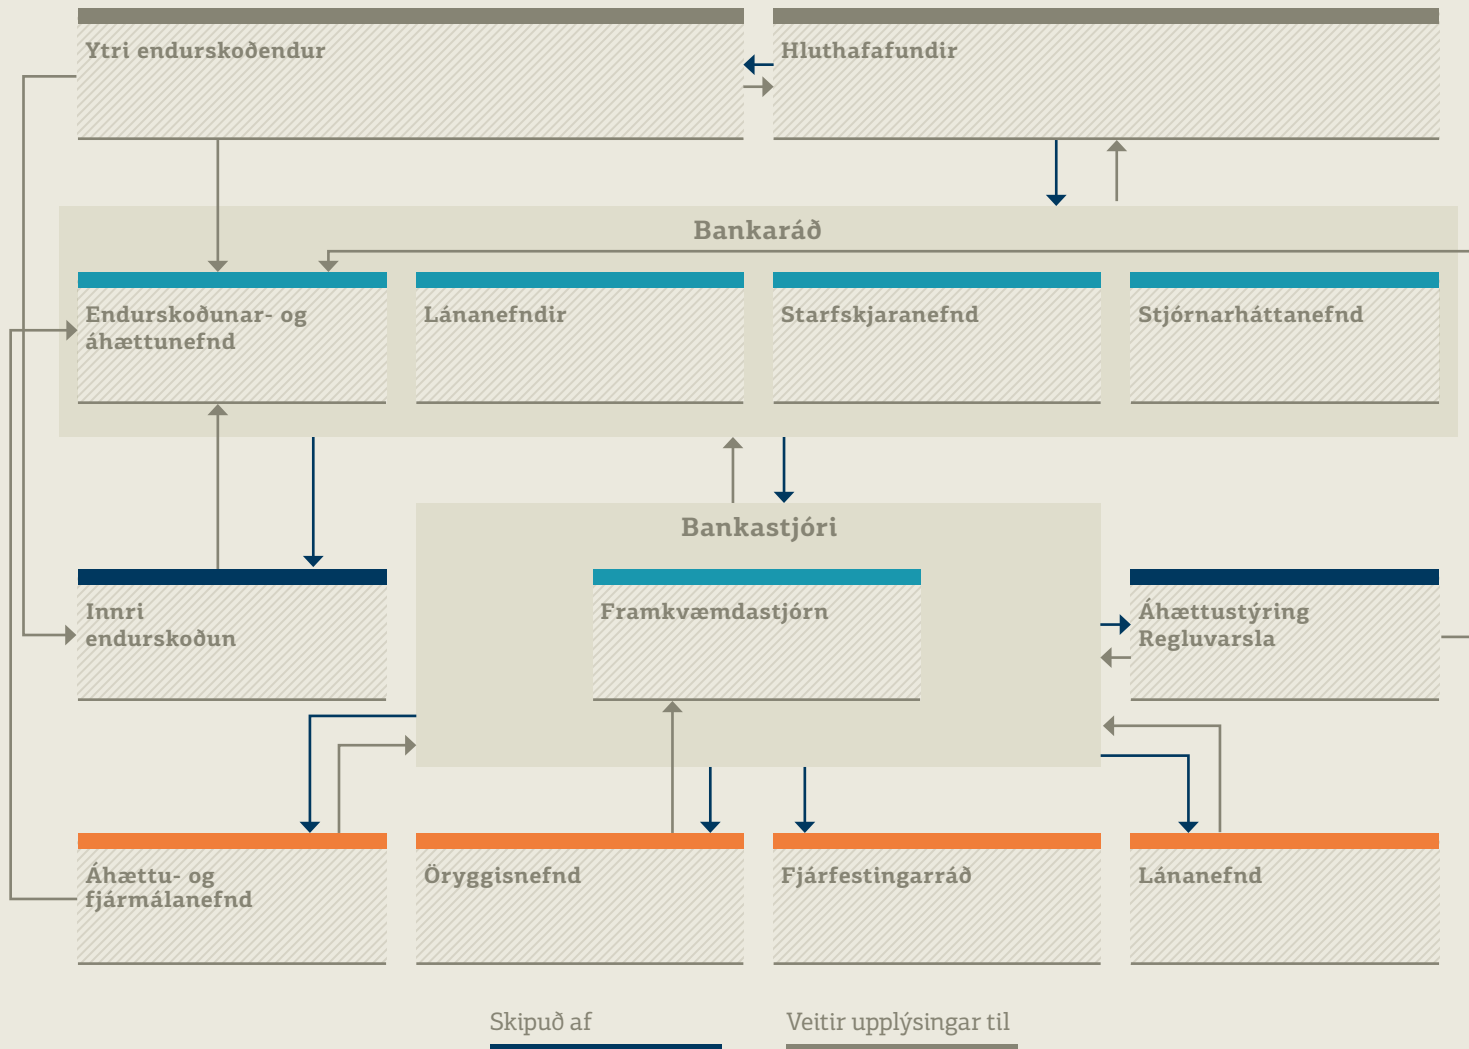 Ytri endurskoðendur
Hluthafafundir
Bankaráð
Endurskoðunar- og
áhættunefnd
Lánanefndir
Starfskjaranefnd
Stjórnarháttanefnd
Bankastjóri
Innri
endurskoðun
Framkvæmdastjórn
Áhættustýring
Regluvarsla
Áhættu- og
fjármálanefnd
Öryggisnefnd
Fjárfestingarráð
Lánanefnd
Skipuð af
Veitir upplýsingar til